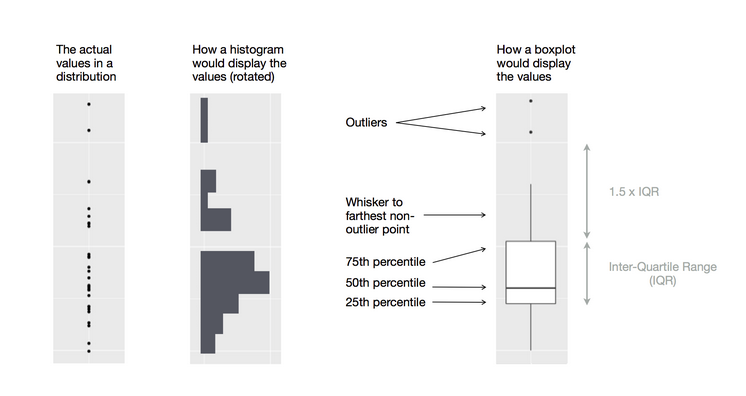 The actual
values in a
distribution
How a histogram
would display the
values (rotated)
How a boxplot
would display
the values
Outliers
1.5 x IQR
Whisker to
farthest non-
outlier point
75th percentile
Inter-Quartile Range
(IQR)
50th percentile
25th percentile